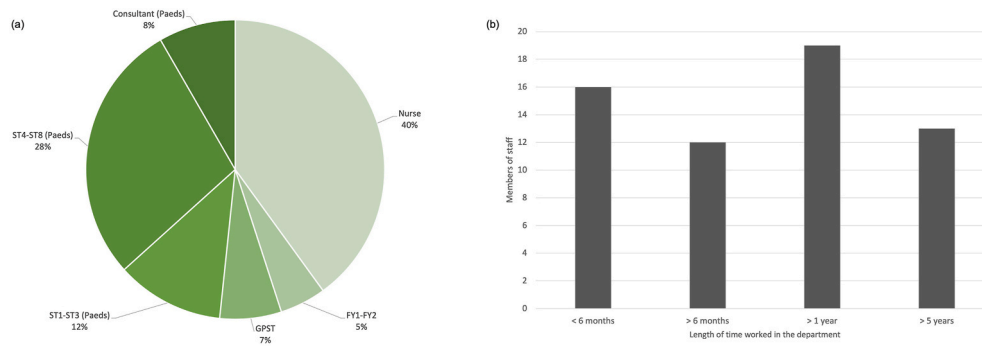 (a)
Consultant (Paeds)
8%
Nurse
40%
ST4-ST8 (Paeds)
28%
ST1-ST3 (Paeds)
12%
GPST
7%
FY1-FY2
5%
(b)
Members of staff
20
18
16
14
12
10
8
6
4
2
0
< 6 months
> 6 months
> 1 year
> 5 years
Length of time worked in the department